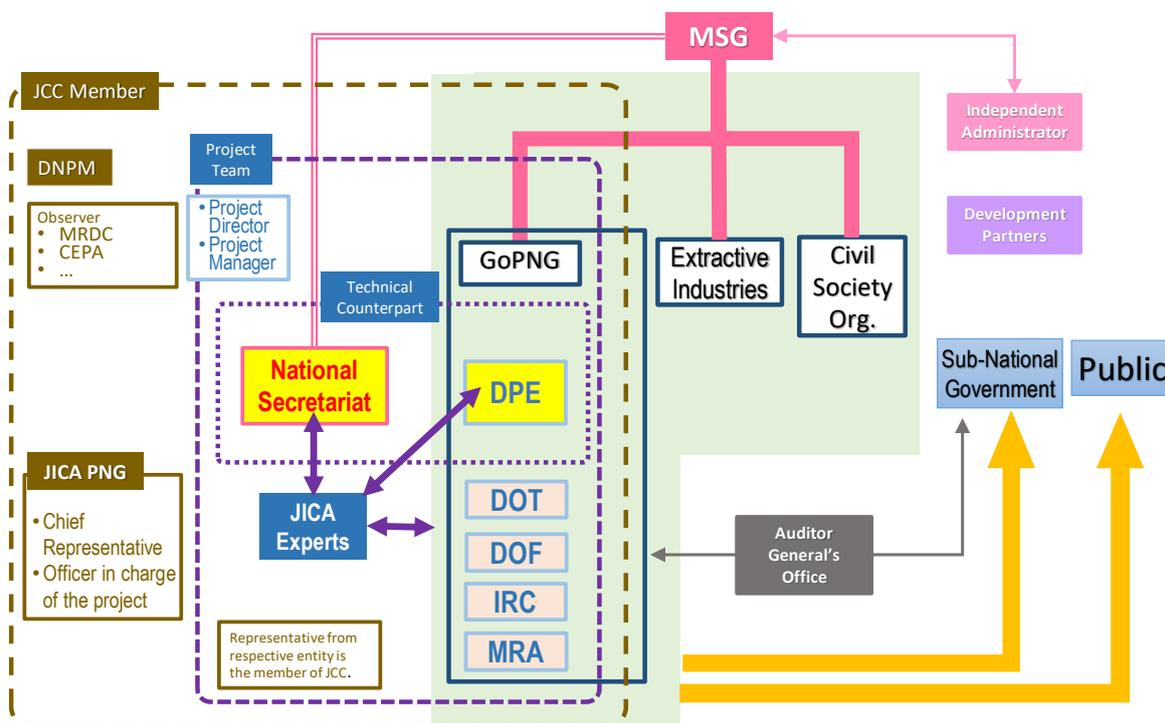 MSG
JCC Member
Independent
Administrator
DNPM
Project
Team
Observer
• MRDC
• CEPA
• ...
• Project
Director
• Project
Manager
Development
Partners
GoPNG
Extractive
Industries
Civil
Society
Org.
Technical
Counterpart
National
Secretariat
DPE
Sub-National
Government
Public
JICA PNG
• Chief
Representative
• Officer in charge
of the project
JICA
Experts
DOT
DOF
IRC
MRA
Auditor
General's
Office
Representative from
respective entity is
the member of JCC.